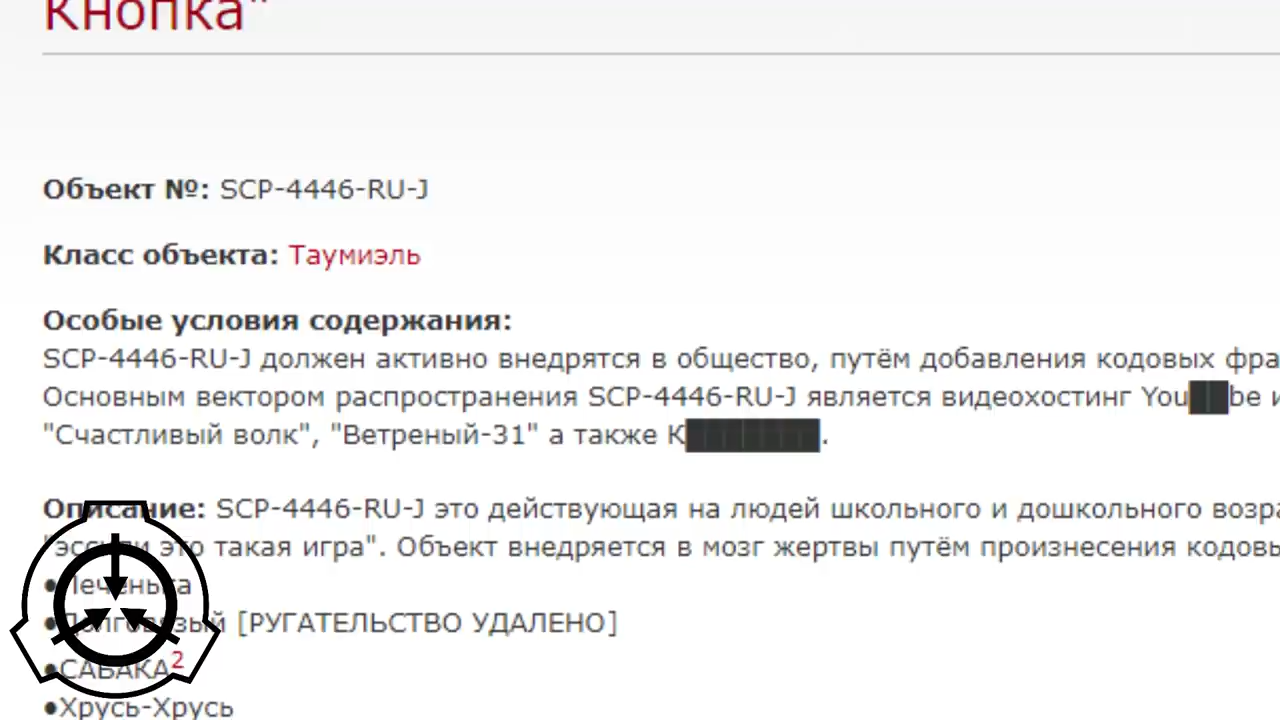 Кнопка"
Объект №: SCP-4446-RU-J
Класс объекта: Таумиэль
Особые условия содержания:
SCP-4446-RU-J должен активно внедрятся в общество, путём добавления кодовых фра
Основным вектором распространения SCP-4446-RU-J является видеохостинг You██be и
"Счастливый волк", "Ветреный-31" а также К███████.
Описание: SCP-4446-RU-J это действующая на людей школьного и дошкольного возра
это такая игра". Объект внедряется в мозг жертвы путём произнесения кодовы
●Печенька
●Долговязый [РУГАТЕЛЬСТВО УДАЛЕНО]
●САБАКА2
●Хрусь-Хрусь